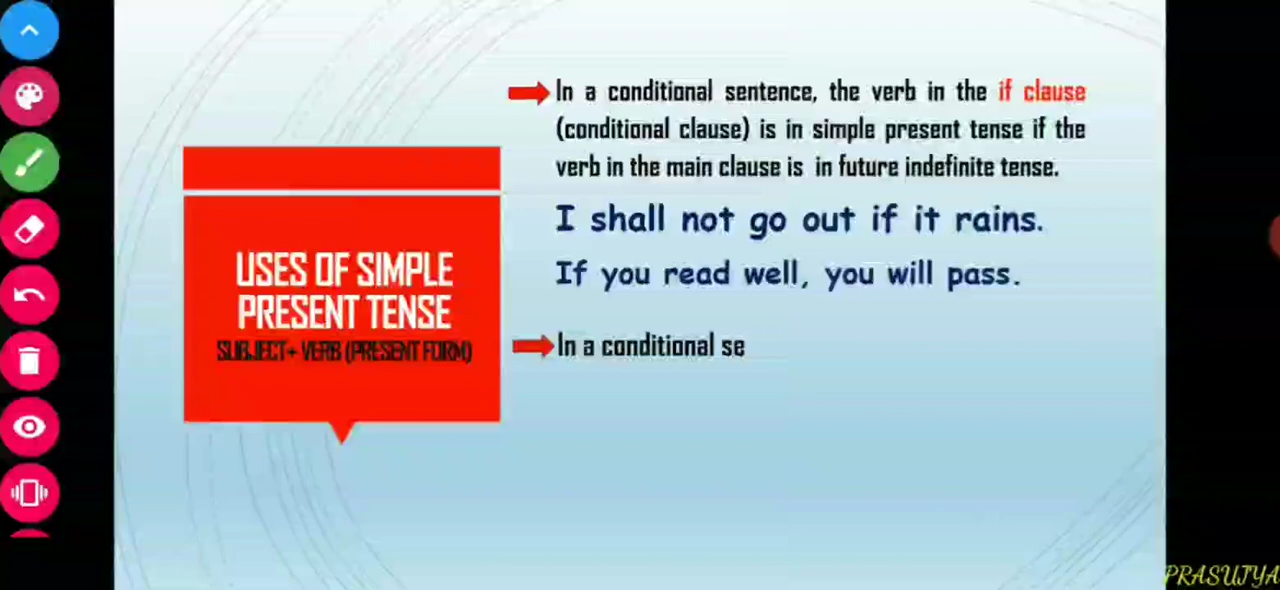 In a conditional sentence, the verb in the if clause
(conditional clause) is in simple present tense if the
verb in the main clause is in future indefinite tense.
I shall not go out if it rains.
If you read well, you will pass.
In a conditional se
USES OF SIMPLE
PRESENT TENSE
SUBJECT+ VERB (PRESENT FORM)
PRASUJYA